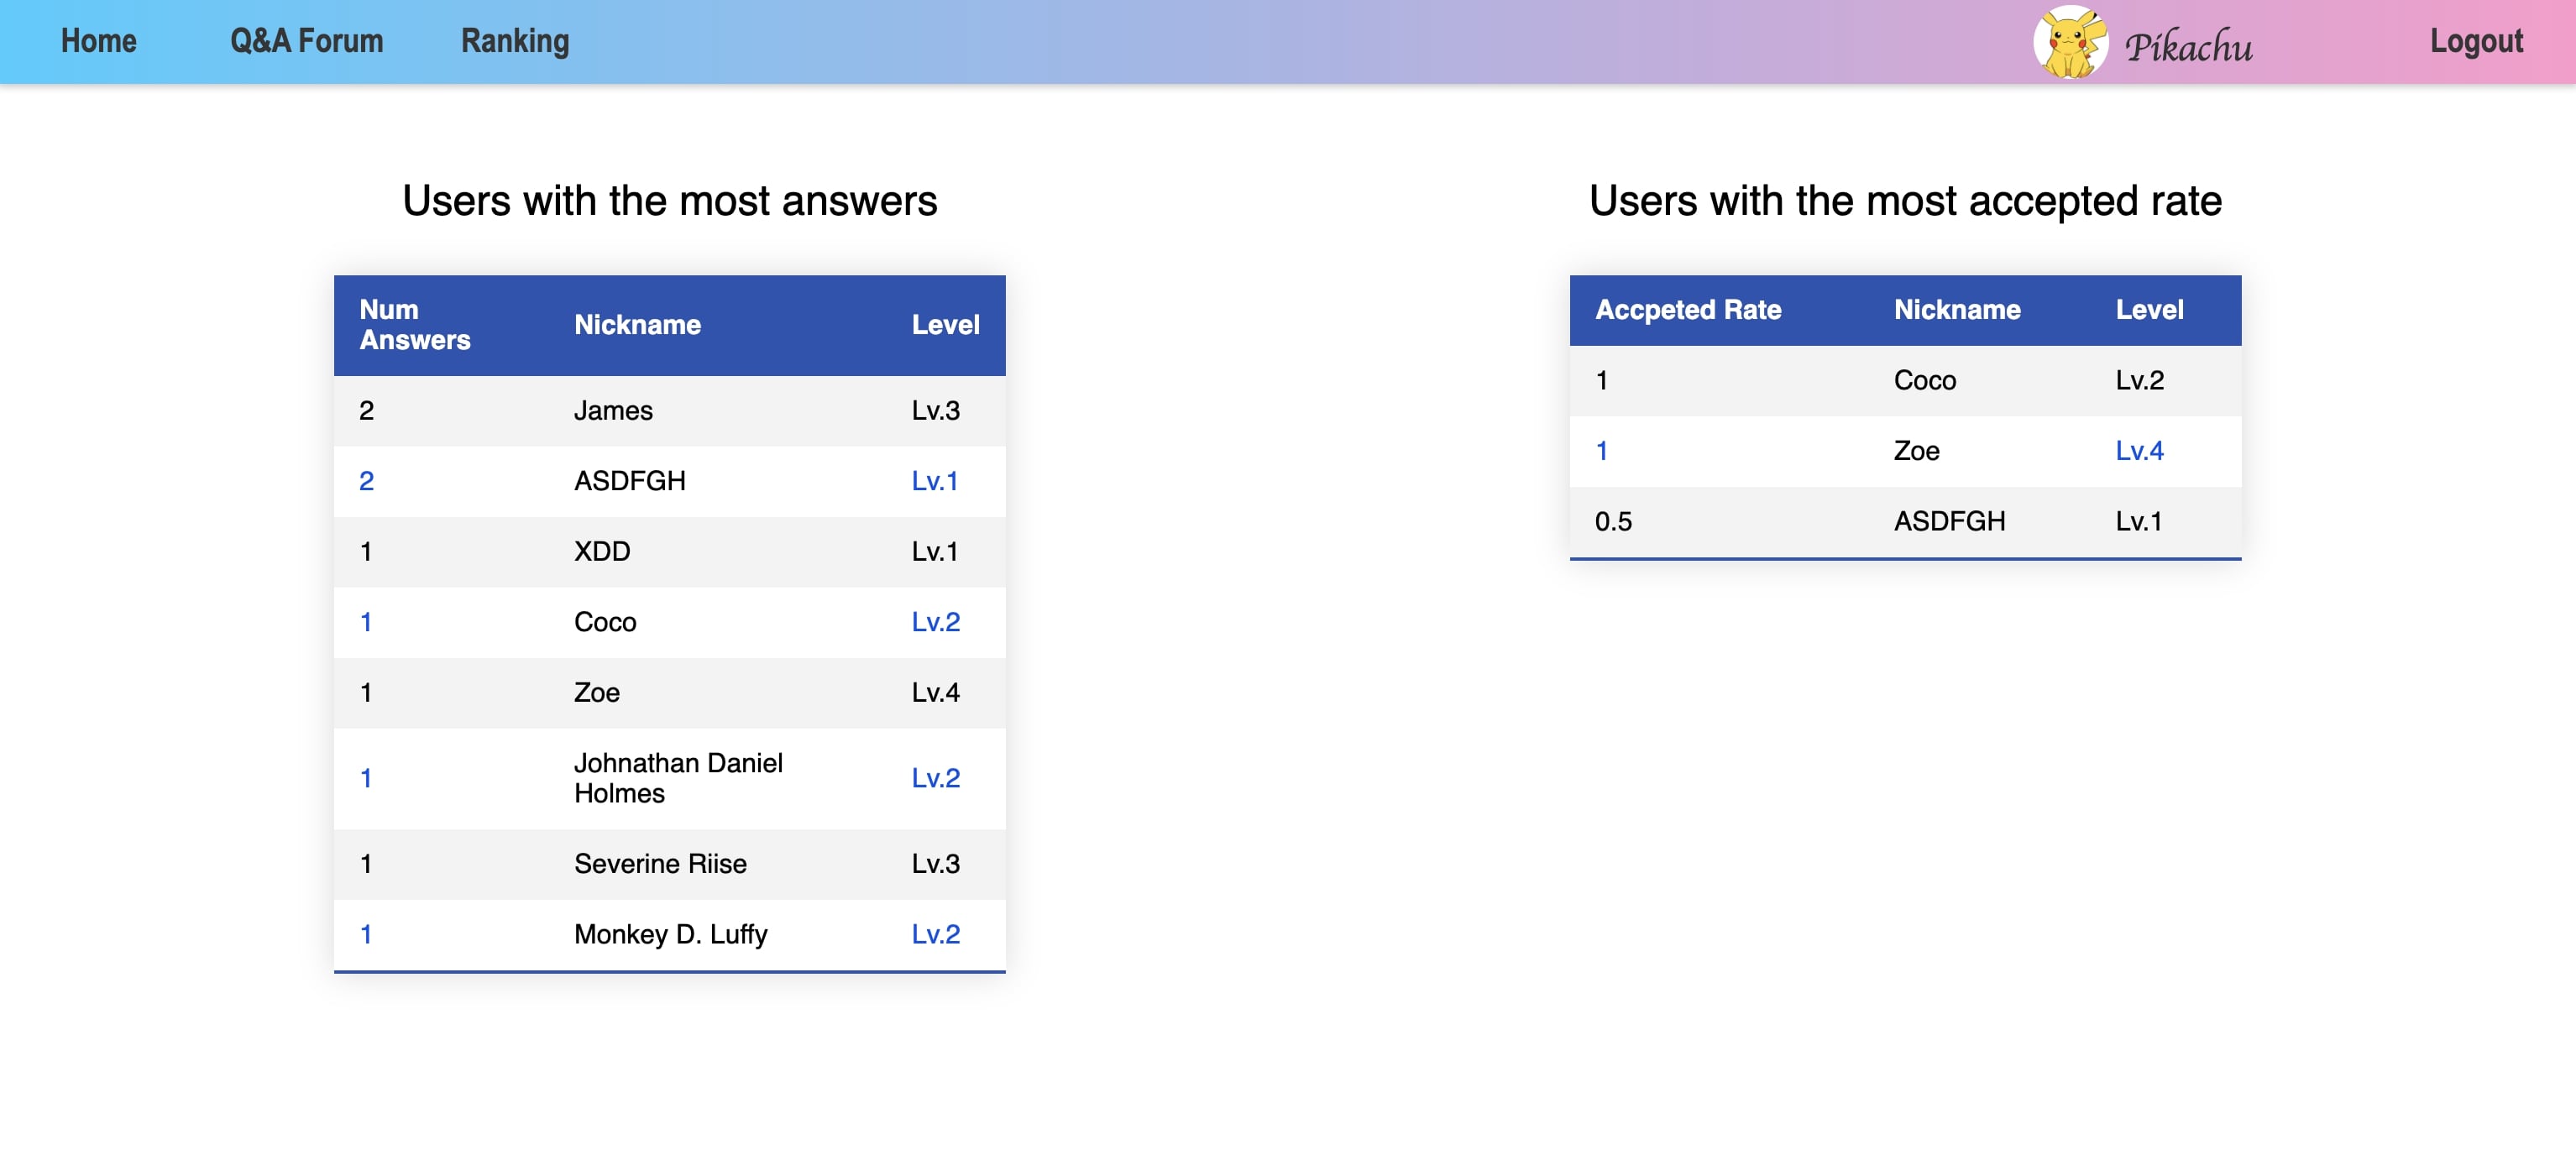 Home Q&A Forum Ranking Pikachu Logout
Users with the most answers
Num
Answers Nickname Level
2 James Lv.3
2 ASDFGH Lv.1
1 XDD Lv.1
1 Coco Lv.2
1 Zoe Lv.4
1 Johnathan Daniel
Holmes Lv.2
1 Severine Riise Lv.3
1 Monkey D. Luffy Lv.2
Users with the most accepted rate
Accpeted Rate Nickname Level
1 Coco Lv.2
1 Zoe Lv.4
0.5 ASDFGH Lv.1